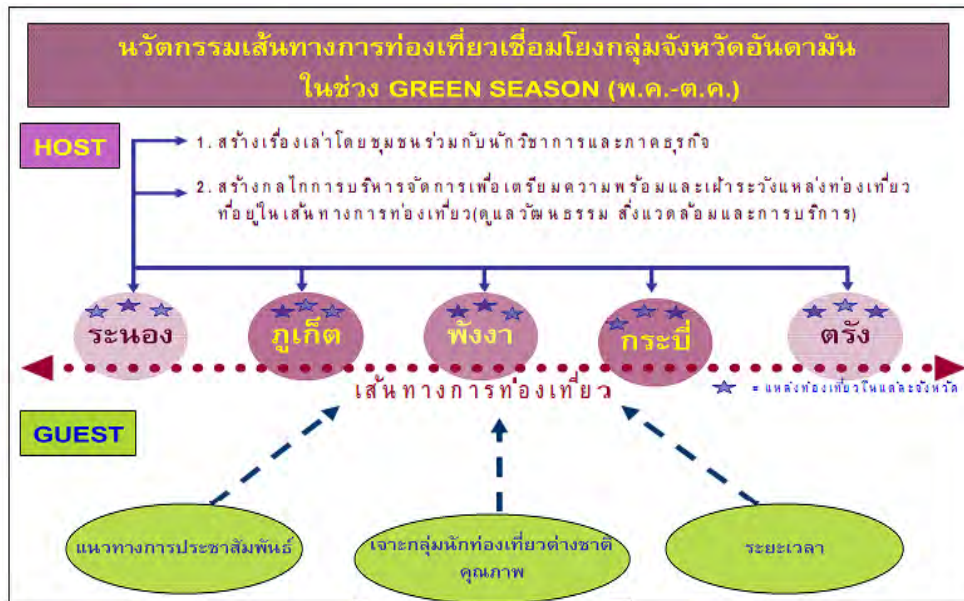 นวัตกรรมเส้นทางการท่องเที่ยวเชื่อมโยงกลุ่มจังหวัดอันดามัน
ในช่วง GREEN SEASON (พ.ค.-ต.ค.)
HOST
1. สร้างเรื่องเล่าโดยชุมชนร่วมกับนักวิชาการและภาคธุรกิจ
2. สร้างกลไกการบริหารจัดการเพื่อเตรียมความพร้อมและเฝ้าระวังแหล่งท่องเที่ยว
ที่อยู่ในเส้นทางการท่องเที่ยว(ดูแลวัฒนธรรม สิ่งแวดล้อมและการบริการ)
ระนอง
ภูเก็ต
พังงา
กระบี่
ตรัง
เส้นทางการท่องเที่ยว
= แหล่งท่องเที่ยวในแต่ละจังหวัด
GUEST
แนวทางการประชาสัมพันธ์
เจาะกลุ่มนักท่องเที่ยวต่างชาติ
คุณภาพ
ระยะเวลา